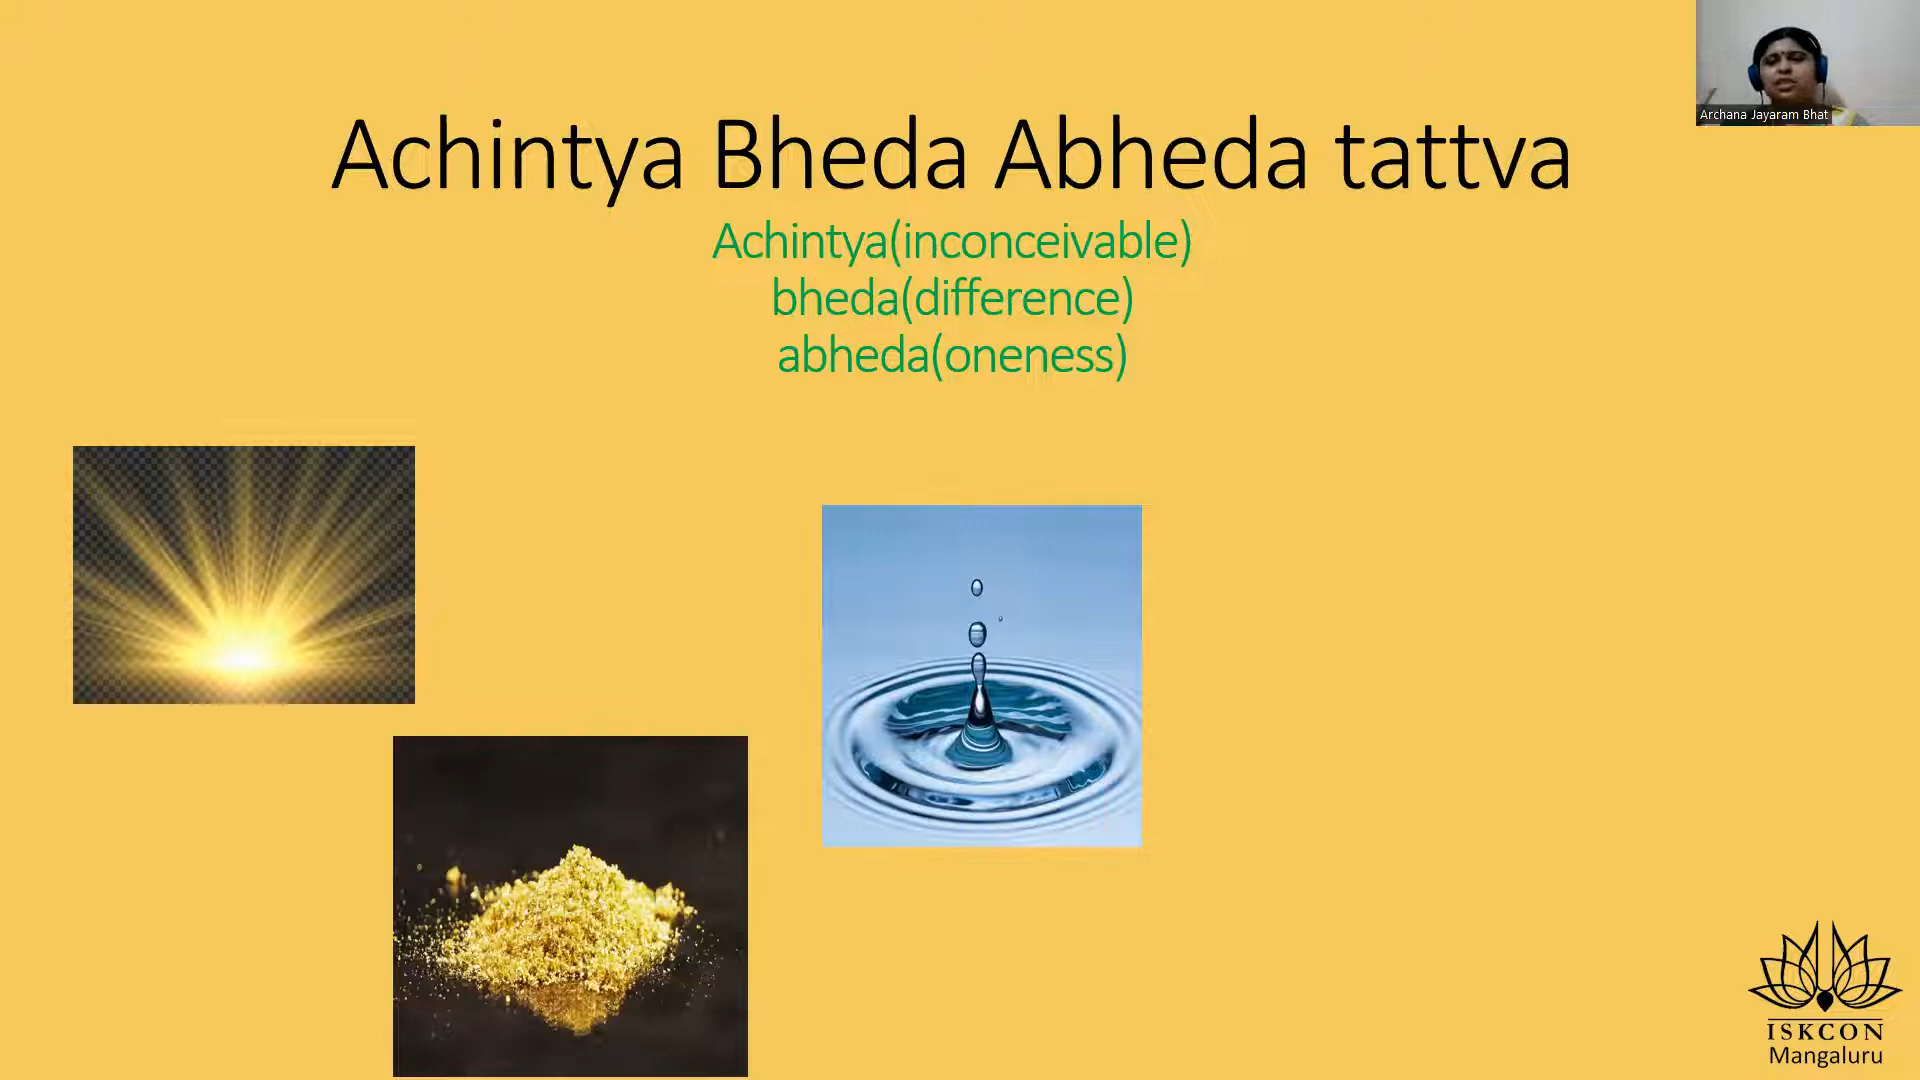 Archana Jayaram Bhat
Achintya Bheda Abheda tattva
Achintya(inconceivable)
bheda(difference)
abheda(oneness)
ISKCON
Mangaluru